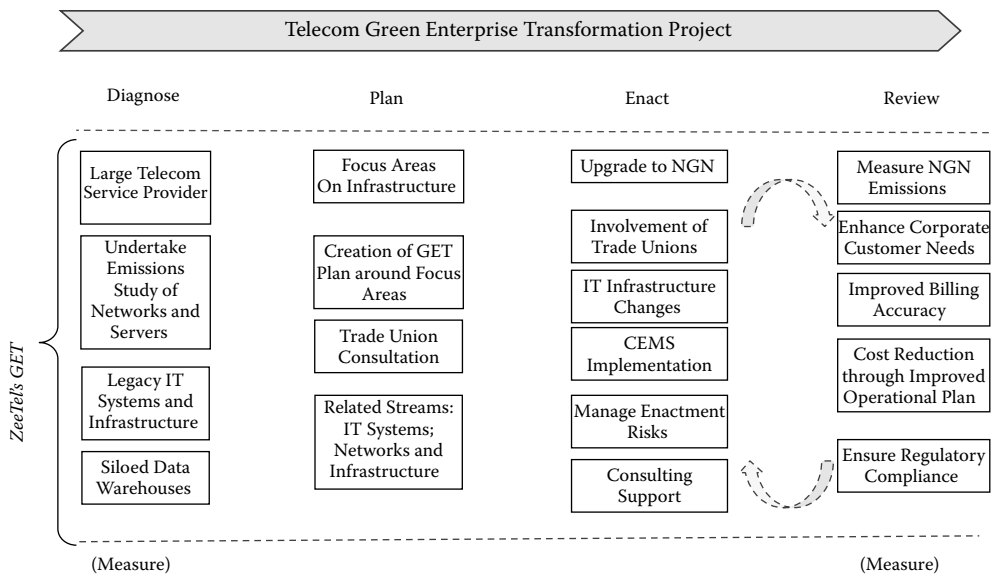 Telecom Green Enterprise Transformation Project
Diagnose
Plan
Enact
Review
ZeeTel's GET
Large Telecom
Service Provider
Undertake
Emissions
Study of
Networks and
Servers
Legacy IT
Systems and
Infrastructure
Siloed Data
Warehouses
(Measure)
Focus Areas
On Infrastructure
Creation of GET
Plan around Focus
Areas
Trade Union
Consultation
Related Streams:
IT Systems;
Networks and
Infrastructure
Upgrade to NGN
Involvement of
Trade Unions
IT Infrastructure
Changes
CEMS
Implementation
Manage Enactment
Risks
Consulting
Support
Measure NGN
Emissions
Enhance Corporate
Customer Needs
Improved Billing
Accuracy
Cost Reduction
through Improved
Operational Plan
Ensure Regulatory
Compliance
(Measure)